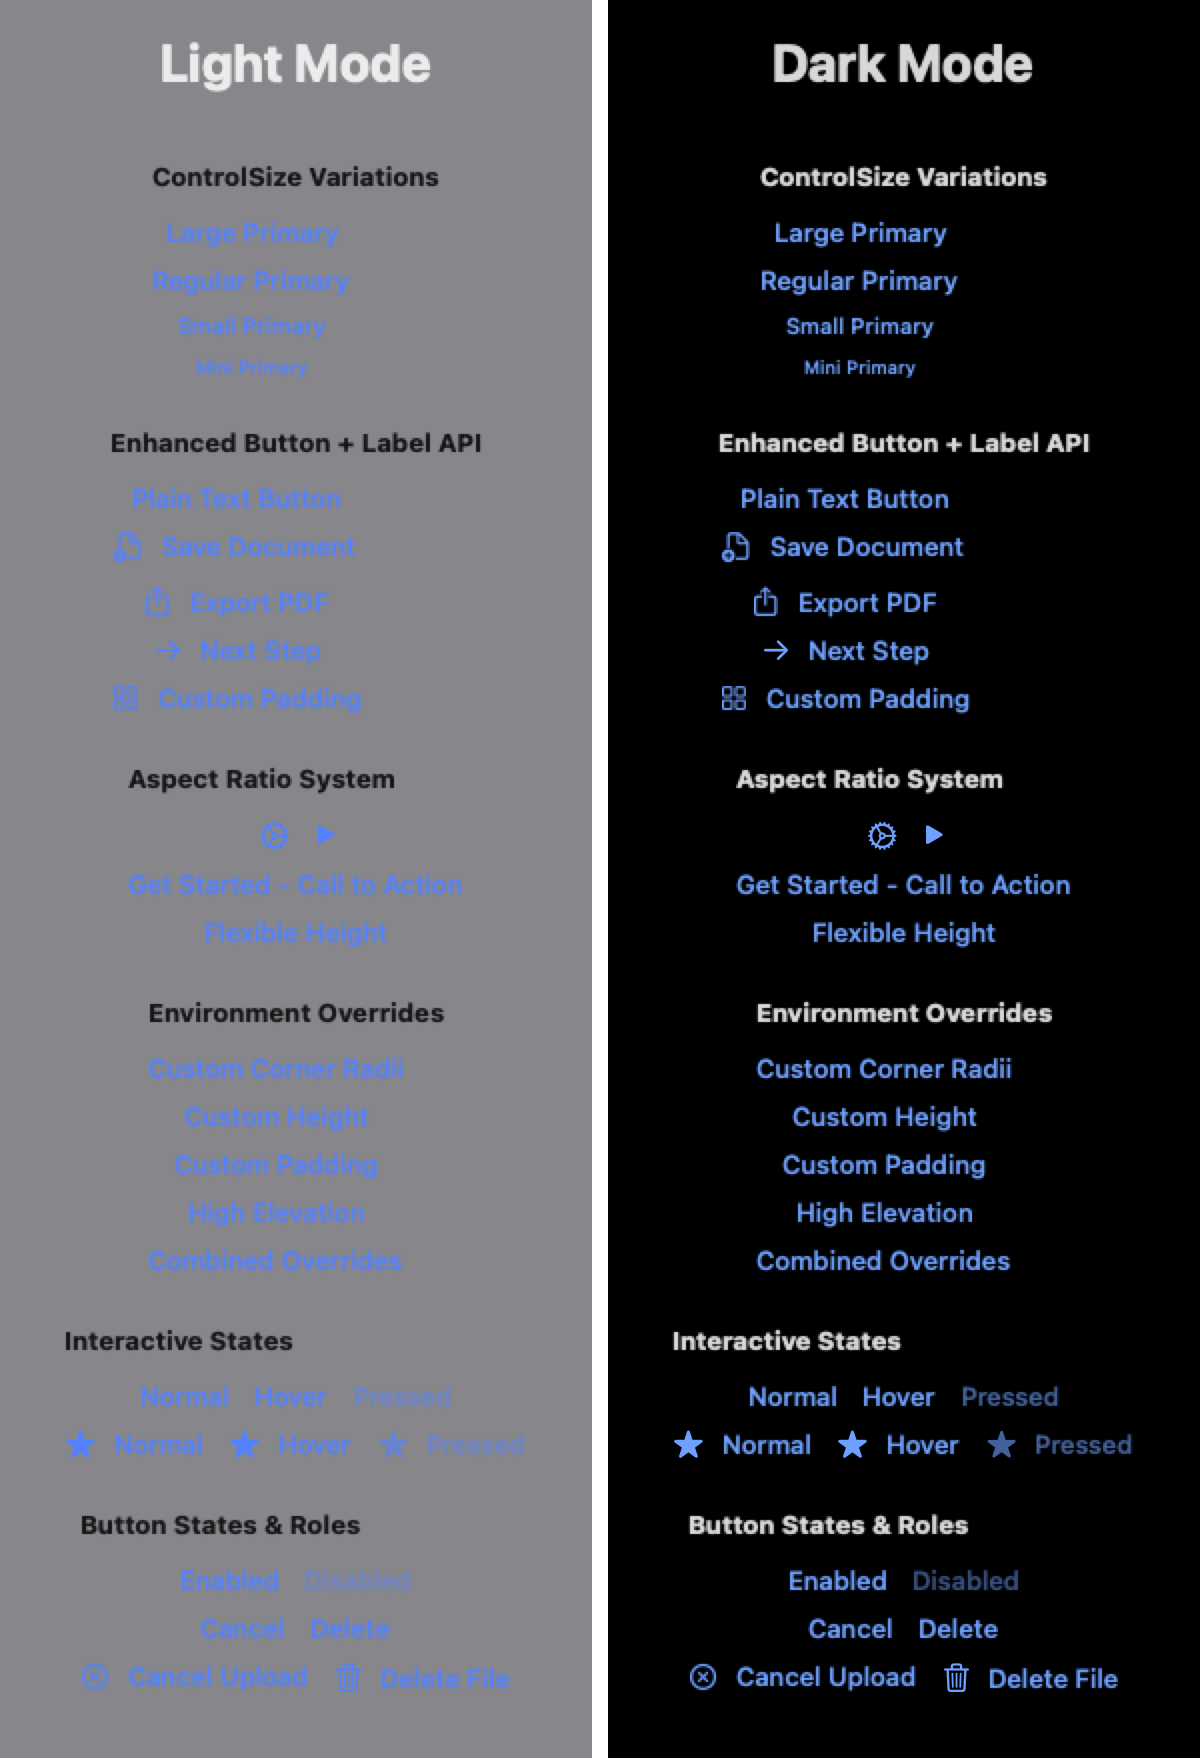 Light Mode
ControlSize Variations
Large Primary
Regular Primary
Small Primary
Mini Primary
Enhanced Button + Label API
Plain Text Button
Save Document
Export PDF
Next Step
Custom Padding
Aspect Ratio System
Get Started - Call to Action
Flexible Height
Environment Overrides
Custom Corner Radii
Custom Height
Custom Padding
High Elevation
Combined Overrides
Interactive States
Normal Hover Pressed
Normal Hover Pressed
Button States & Roles
Enabled Disabled
Cancel Delete
Cancel Upload Delete File
Dark Mode
ControlSize Variations
Large Primary
Regular Primary
Small Primary
Mini Primary
Enhanced Button + Label API
Plain Text Button
Save Document
Export PDF
Next Step
Custom Padding
Aspect Ratio System
Get Started - Call to Action
Flexible Height
Environment Overrides
Custom Corner Radii
Custom Height
Custom Padding
High Elevation
Combined Overrides
Interactive States
Normal Hover Pressed
Normal Hover Pressed
Button States & Roles
Enabled Disabled
Cancel Delete
Cancel Upload Delete File